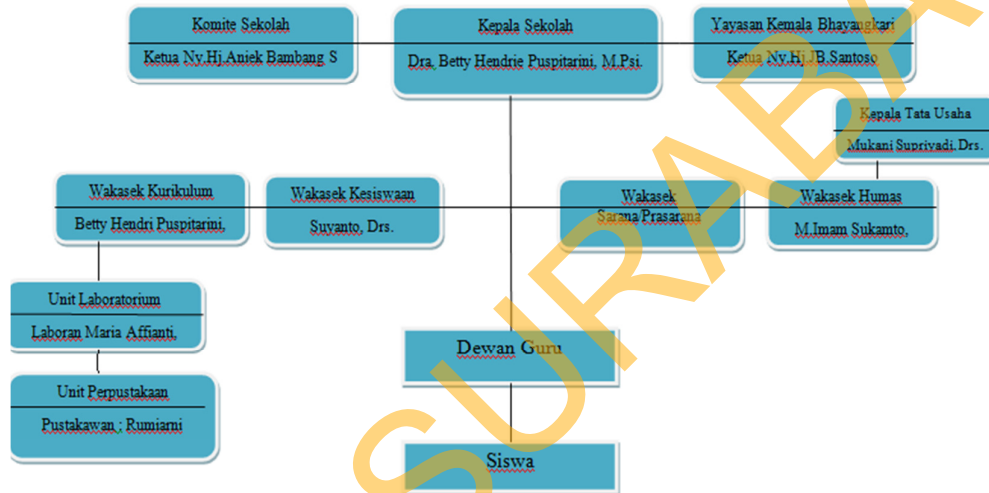 Komite Sekolah
Ketua Ny.Hj.Aniek Bambang S
Kepala Sekolah
Dra, Betty Hendrie Puspitarini, M.Psi.
Yayasan Kemala Bhayangkari
Ketua Ny.Hj.JB.Santoso
Kepala Tata Usaha
Mukani Supriyadi, Drs.
Wakasek Kurikulum
Betty Hendri Puspitarini,
Wakasek Kesiswaan
Suyanto, Drs.
Wakasek
Sarana/Prasarana
Wakasek Humas
M.Imam Sukamto,
Unit Laboratorium
Laboran Maria Affianti,
Unit Perpustakaan
Pustakawan ; Rumiarni
Dewan Guru
Siswa
SURABA